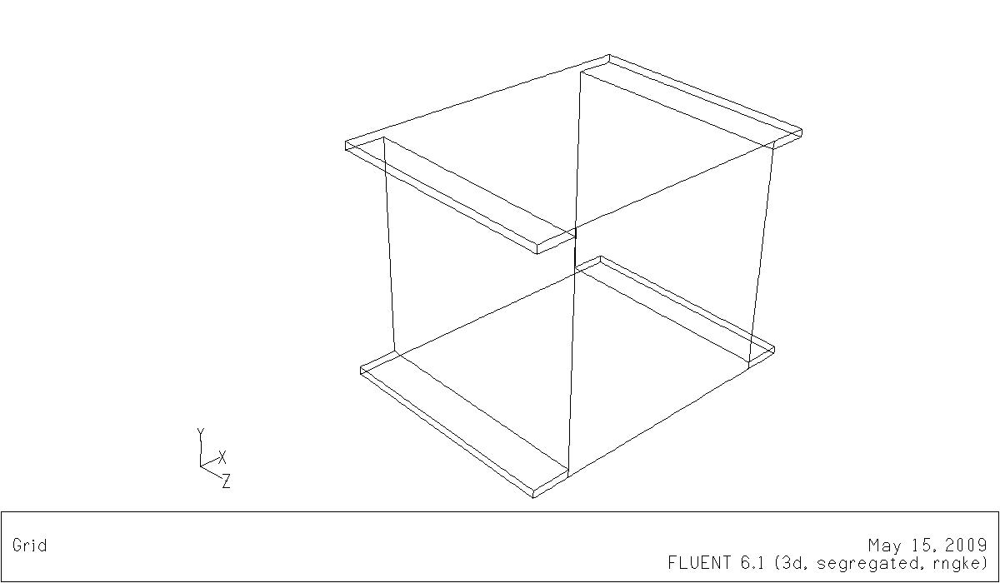 Y
X
Z
Grid
May 15, 2009
FLUENT 6.1 (3d, segregated, rngke)